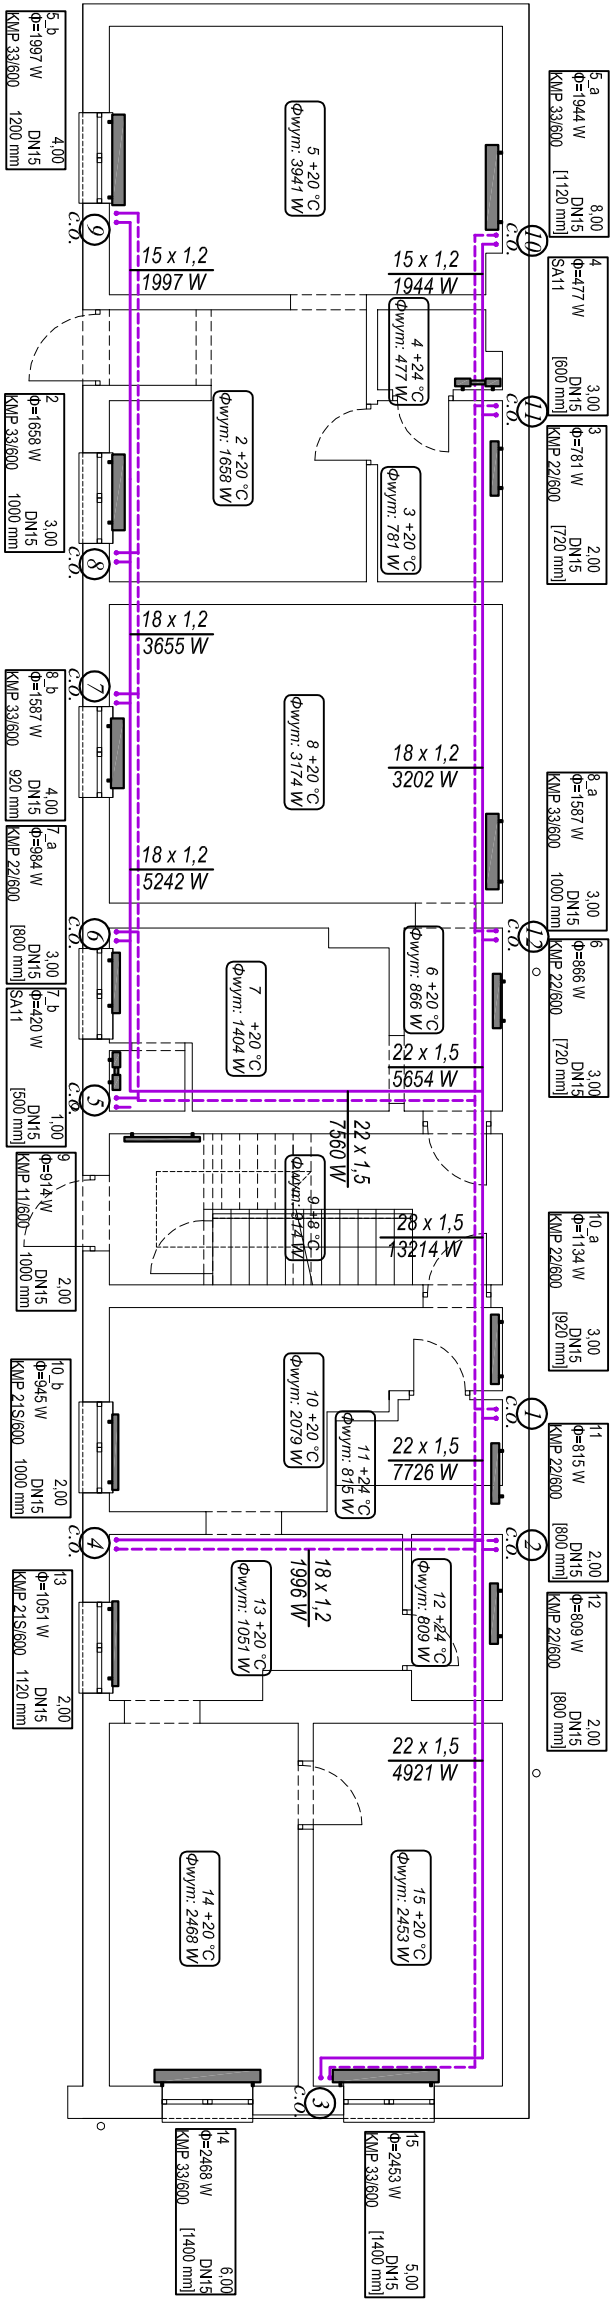 5_b
Φ=1997 W 4,00
DN15
KMP 33/600 1200 mm
5_a
Φ=1944 W 8,00
DN15
KMP 33/600 [1120 mm]
5 +20 °C
Φwym: 3941 W
9
c.o.
10
c.o.
15 x 1,2
1997 W
15 x 1,2
1944 W
4
Φ=477 W 3,00
DN15
SA11 [600 mm]
4 +24 °C
Φwym: 477 W
11
c.o.
2
Φ=1658 W 3,00
DN15
KMP 33/600 1000 mm
2 +20 °C
Φwym: 1658 W
3
Φ=781 W 2,00
DN15
KMP 22/600 [720 mm]
3 +20 °C
Φwym: 781 W
8
c.o.
18 x 1,2
3655 W
7
c.o.
8_b
Φ=1587 W 4,00
DN15
KMP 33/600 920 mm
8 +20 °C
Φwym: 3174 W
18 x 1,2
3202 W
8_a
Φ=1587 W 3,00
DN15
KMP 33/600 1000 mm
18 x 1,2
5242 W
7_a
Φ=984 W 3,00
DN15
KMP 22/600 [800 mm]
6
c.o.
12
c.o.
6
Φ=866 W 3,00
DN15
KMP 22/600 [720 mm]
6 +20 °C
Φwym: 866 W
7 +20 °C
Φwym: 1404 W
7_b
Φ=420 W 1,00
DN15
SA11 [500 mm]
5
c.o.
22 x 1,5
5654 W
22 x 1,5
7560 W
9
Φ=914 W 2,00
DN15
KMP 11/600 1000 mm
9 +8 °C
Φwym: 914 W
28 x 1,5
13214 W
10_a
Φ=1134 W 3,00
DN15
KMP 22/600 [920 mm]
10_b
Φ=945 W 2,00
DN15
KMP 21S/600 1000 mm
10 +20 °C
Φwym: 2079 W
1
c.o.
11 +24 °C
Φwym: 815 W
22 x 1,5
7726 W
11
Φ=815 W 2,00
DN15
KMP 22/600 [800 mm]
4
c.o.
2
c.o.
18 x 1,2
1996 W
13
Φ=1051 W 2,00
DN15
KMP 21S/600 1120 mm
13 +20 °C
Φwym: 1051 W
12 +24 °C
Φwym: 809 W
12
Φ=809 W 2,00
DN15
KMP 22/600 [800 mm]
22 x 1,5
4921 W
14 +20 °C
Φwym: 2468 W
15 +20 °C
Φwym: 2453 W
3
c.o.
14
Φ=2468 W 6,00
DN15
KMP 33/600 [1400 mm]
15
Φ=2453 W 5,00
DN15
KMP 33/600 [1400 mm]